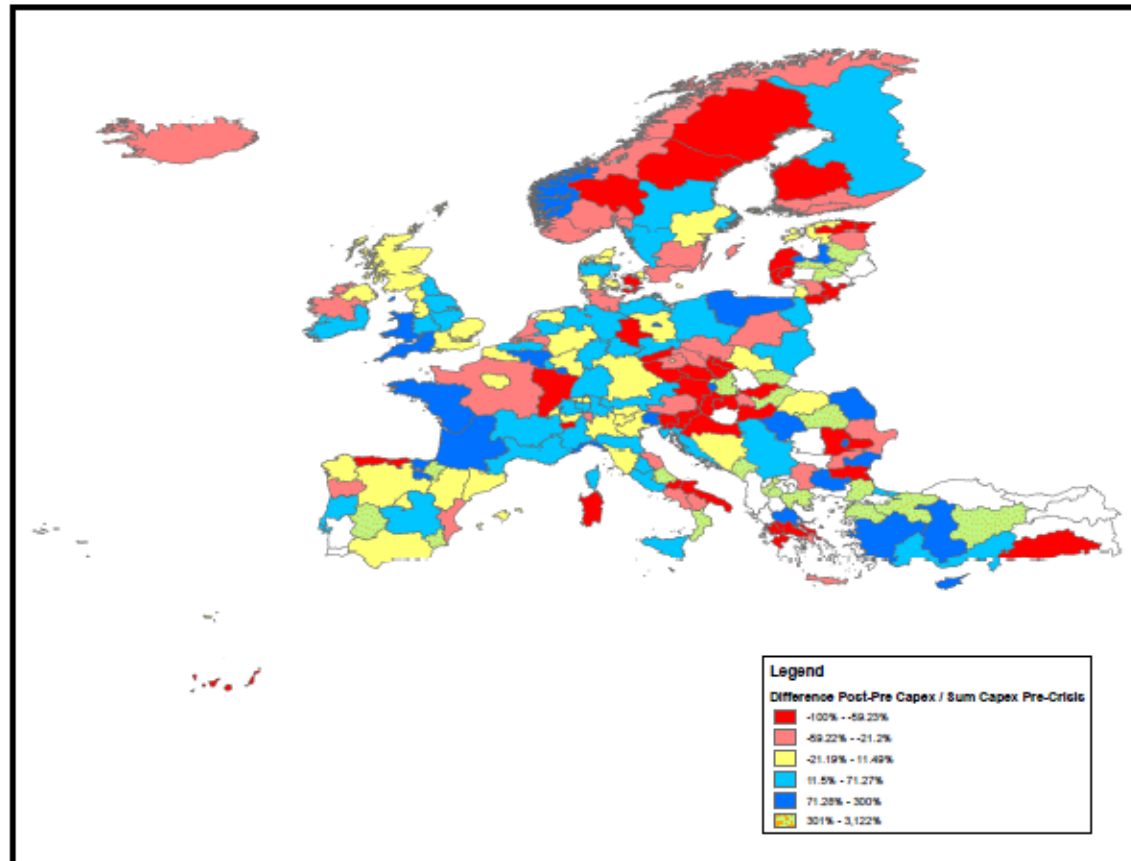 Legend
Difference Post-Pre Capex / Sum Capex Pre-Crisis
-100% - -59.23%
-59.22% - -21.2%
-21.19% - 11.49%
11.5% - 71.27%
71.28% - 300%
301% - 3,122%